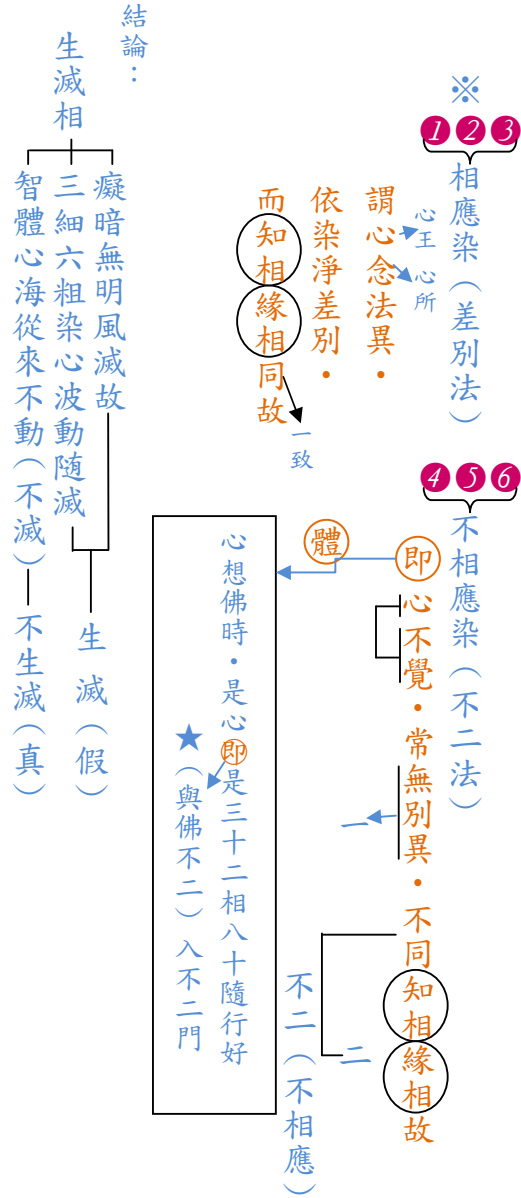 ※
❶❷❸ 相應染（差別法）
心王 心所
謂心念法異・
依染淨差別・
而知相緣相同故
一致
❹❺❻ 不相應染（不二法）
即心不覺・常無別異・不同知相緣相故
體
一
二
不二（不相應）
心想佛時・是心即是三十二相八十隨行好
★（與佛不二）入不二門
結論：
生滅相
癡暗無明風滅故
三細六粗染心波動隨滅
生滅（假）
智體心海從來不動（不滅）
不生滅（真）